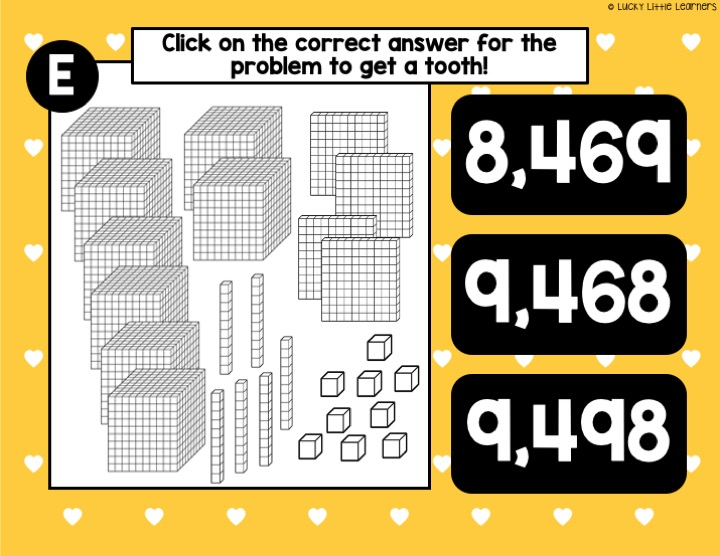 © Lucky Little Learners
Click on the correct answer for the
problem to get a tooth!
E
8,469
9,468
9,498